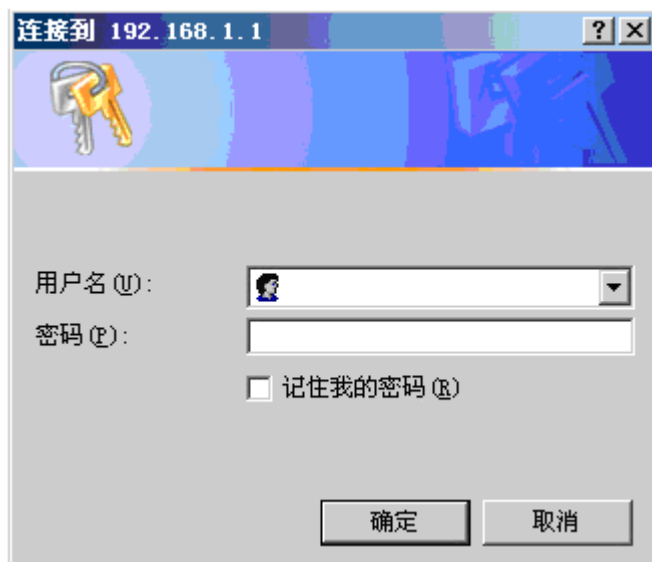 连接到 192.168.1.1
用户名(U):
密码(P):
记住我的密码(R)
确定
取消